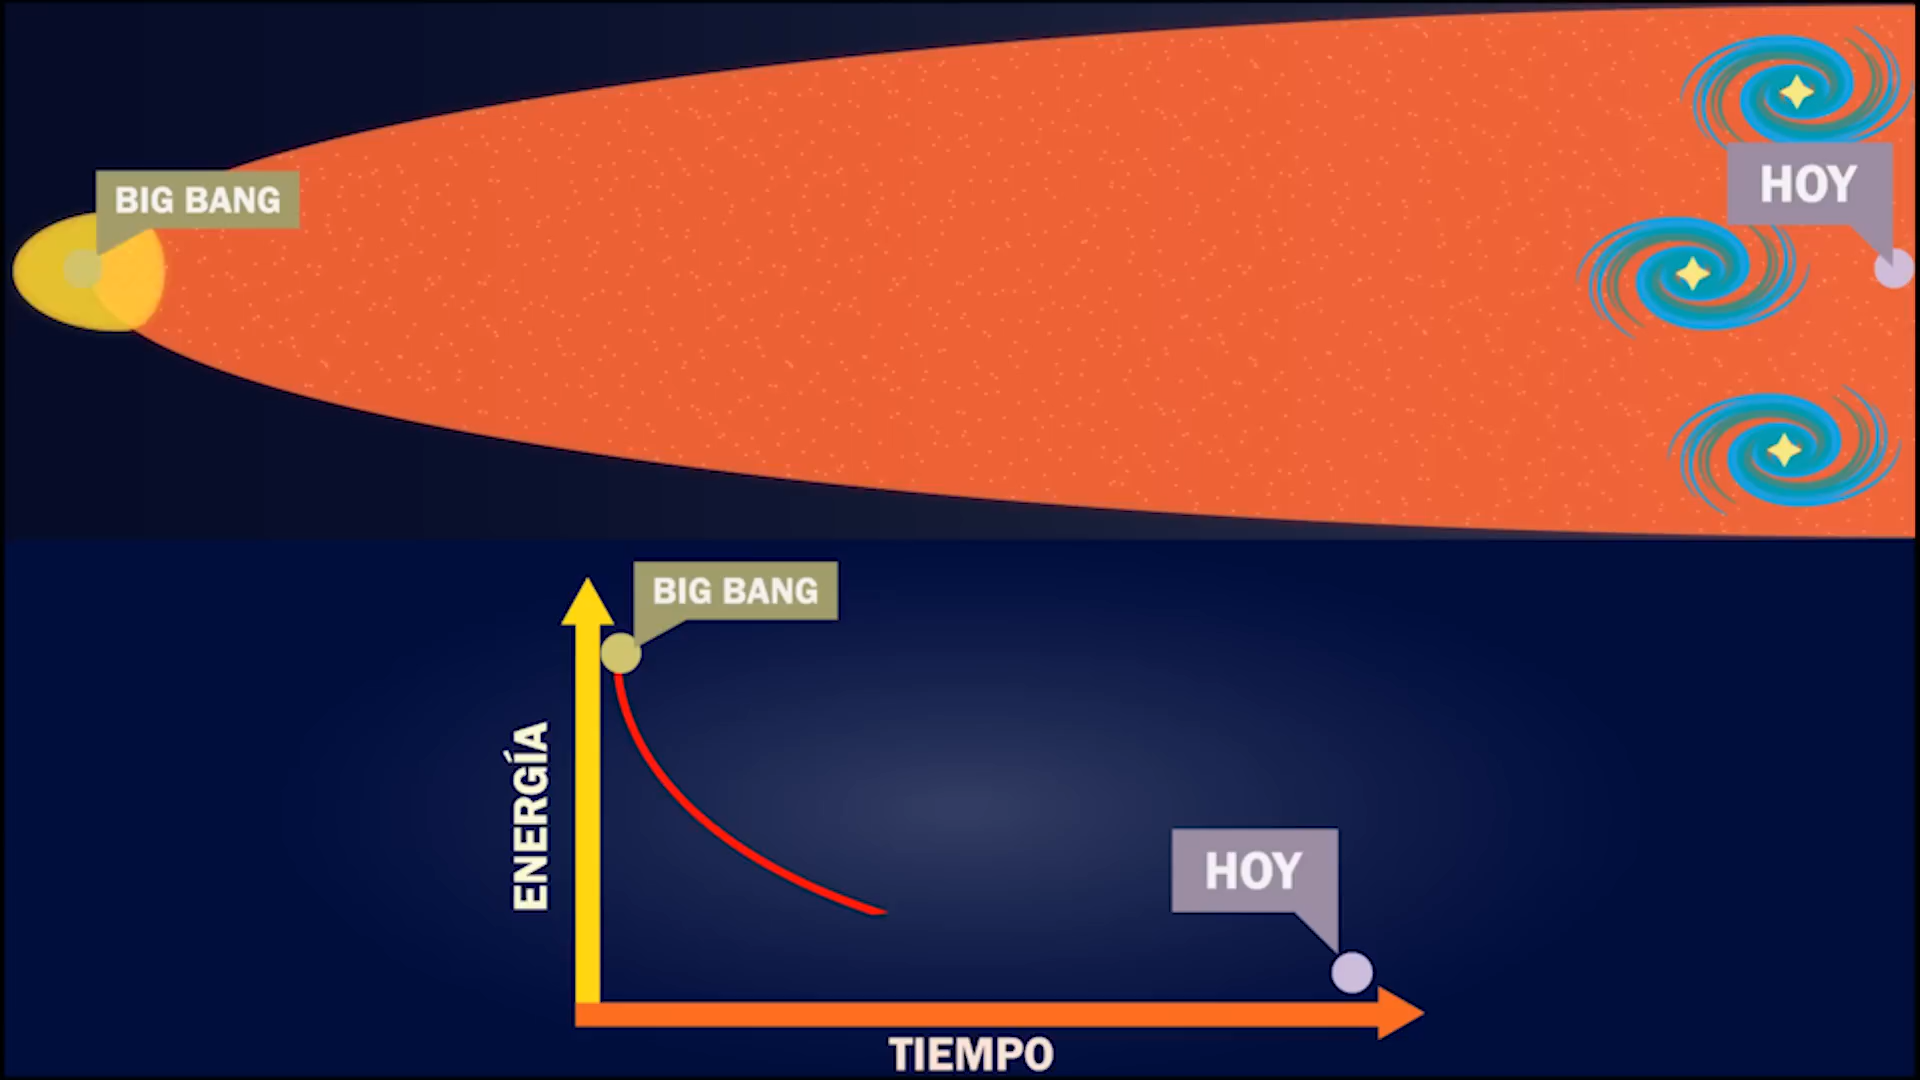 BIG BANG
HOY
BIG BANG
ENERGÍA
HOY
TIEMPO